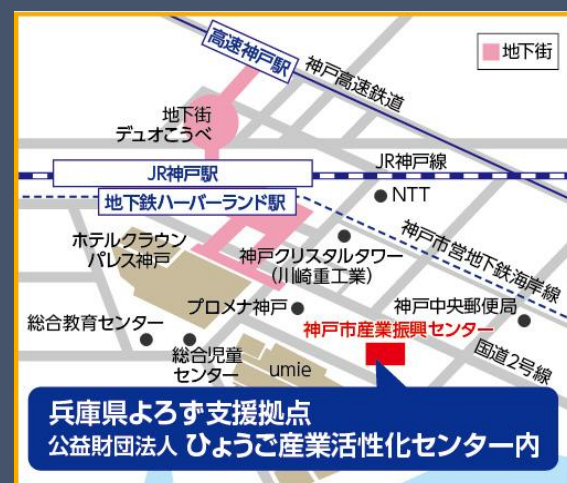 高速神戸駅
神戸高速鉄道
地下街
地下街
デュオこうべ
JR神戸駅
JR神戸線
地下鉄ハーバーランド駅
NTT
ホテルクラウン
パレス神戸
神戸クリスタルタワー
(川崎重工業)
神戸市営地下鉄海岸線
プロメナ神戸
神戸中央郵便局
総合教育センター
神戸市産業振興センター
総合児童
センター
umie
国道2号線
兵庫県よろず支援拠点
公益財団法人 ひょうご産業活性化センター内